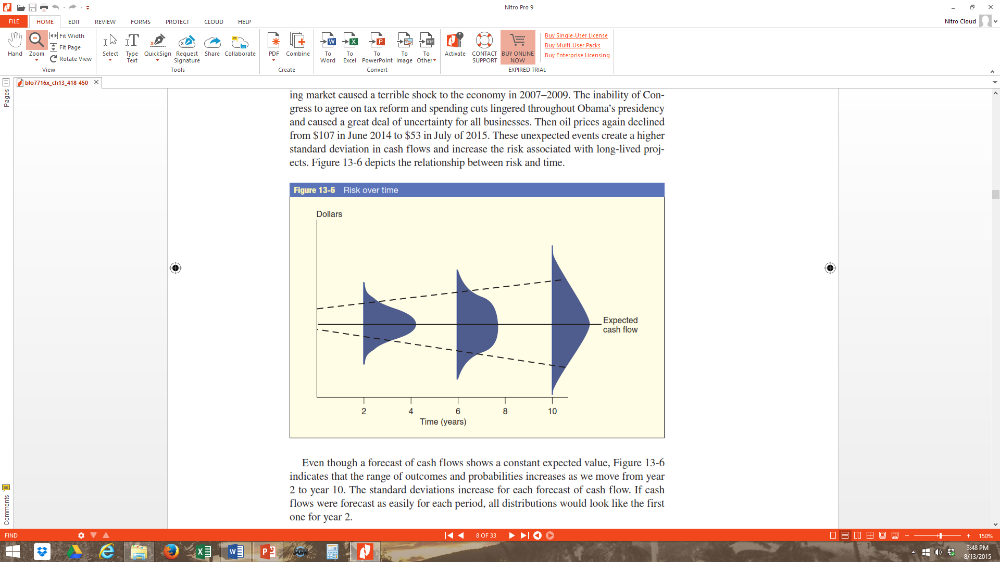 Nitro Pro 9
FILE
HOME
EDIT
REVIEW
FORMS
PROTECT
CLOUD
HELP
Nitro Cloud
Hand
Zoom
Fit Width
Fit Page
Rotate View
View
Select
Type
Text
QuickSign
Request
Signature
Share
Collaborate
Tools
PDF
Combine
Create
To
Word
To
Excel
To
PowerPoint
To
Image
To
Other
Convert
Activate
CONTACT
SUPPORT
BUY ONLINE
NOW
Buy Single-User License
Buy Multi-User Packs
Buy Enterprise Licensing
EXPIRED TRIAL
Pages
blo7716x_ch13_418-450
ing market caused a terrible shock to the economy in 2007–2009. The inability of Con-
gress to agree on tax reform and spending cuts lingered throughout Obama's presidency
and caused a great deal of uncertainty for all businesses. Then oil prices again declined
from $107 in June 2014 to $53 in July of 2015. These unexpected events create a higher
standard deviation in cash flows and increase the risk associated with long-lived proj-
ects. Figure 13-6 depicts the relationship between risk and time.
Figure 13-6 Risk over time
Dollars
Expected
cash flow
2 4 6 8 10
Time (years)
Even though a forecast of cash flows shows a constant expected value, Figure 13-6
indicates that the range of outcomes and probabilities increases as we move from year
2 to year 10. The standard deviations increase for each forecast of cash flow. If cash
flows were forecast as easily for each period, all distributions would look like the first
one for year 2.
Comments
FIND
8 OF 33
150%
3:48 PM
8/13/2015